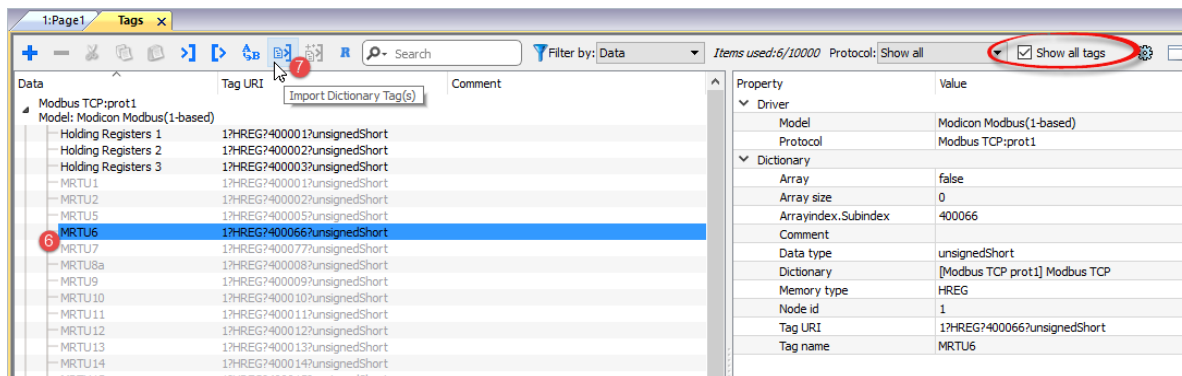 1:Page1 Tags x
A B R Search Filter by: Data Items used:6/10000 Protocol: Show all Show all tags
7
Import Dictionary Tag(s)
Data Tag URI Comment
Modbus TCP:prot1
Model: Modicon Modbus(1-based)
Holding Registers 1 1?HREG?400001?unsignedShort
Holding Registers 2 1?HREG?400002?unsignedShort
Holding Registers 3 1?HREG?400003?unsignedShort
MRTU1 1?HREG?400001?unsignedShort
MRTU2 1?HREG?400002?unsignedShort
MRTU5 1?HREG?400005?unsignedShort
6 MRTU6 1?HREG?400066?unsignedShort
MRTU7 1?HREG?400077?unsignedShort
MRTU8a 1?HREG?400008?unsignedShort
MRTU9 1?HREG?400009?unsignedShort
MRTU10 1?HREG?400010?unsignedShort
MRTU11 1?HREG?400011?unsignedShort
MRTU12 1?HREG?400012?unsignedShort
MRTU13 1?HREG?400013?unsignedShort
MRTU14 1?HREG?400014?unsignedShort
Property Value
Driver
Model Modicon Modbus(1-based)
Protocol Modbus TCP:prot1
Dictionary
Array false
Array size 0
Arrayindex.Subindex 400066
Comment
Data type unsignedShort
Dictionary [Modbus TCP prot1] Modbus TCP
Memory type HREG
Node id 1
Tag URI 1?HREG?400066?unsignedShort
Tag name MRTU6